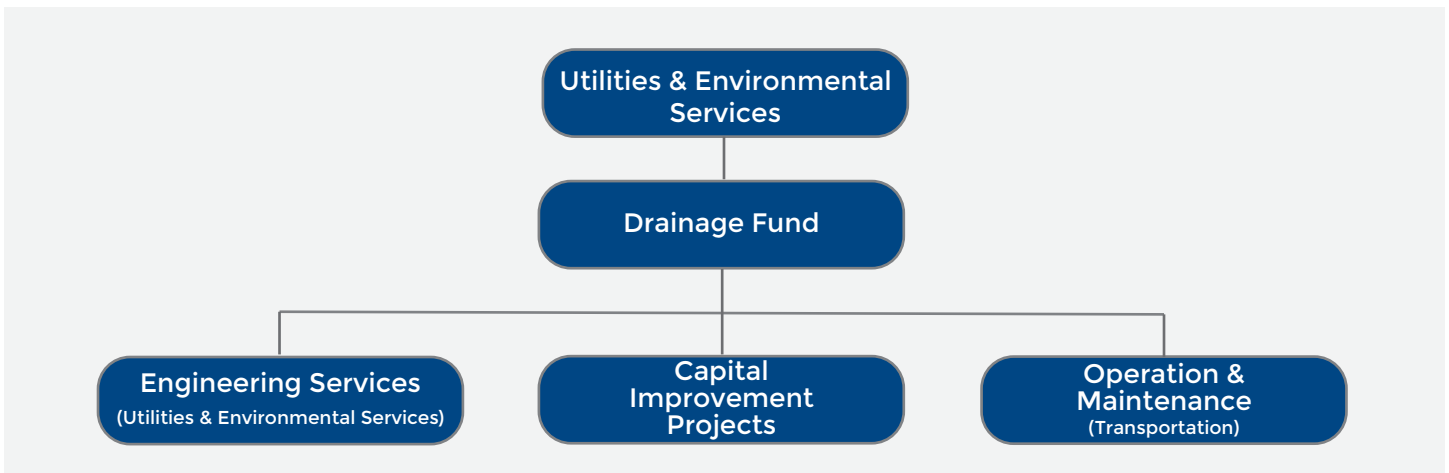 Utilities & Environmental
Services
Drainage Fund
Engineering Services
(Utilities & Environmental Services)
Capital
Improvement
Projects
Operation &
Maintenance
(Transportation)